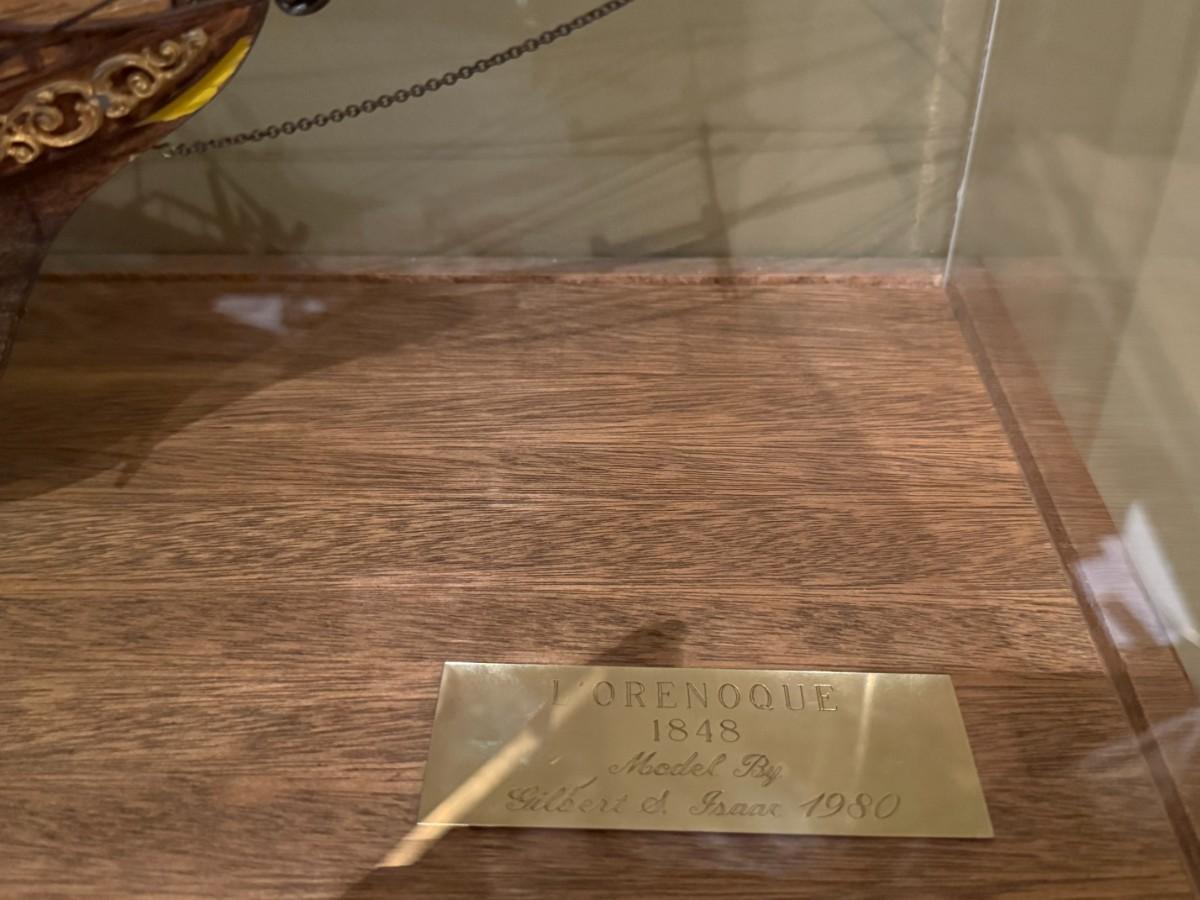 L'ORENOQUE
1848
Model By
Gilbert S. Isaac 1980